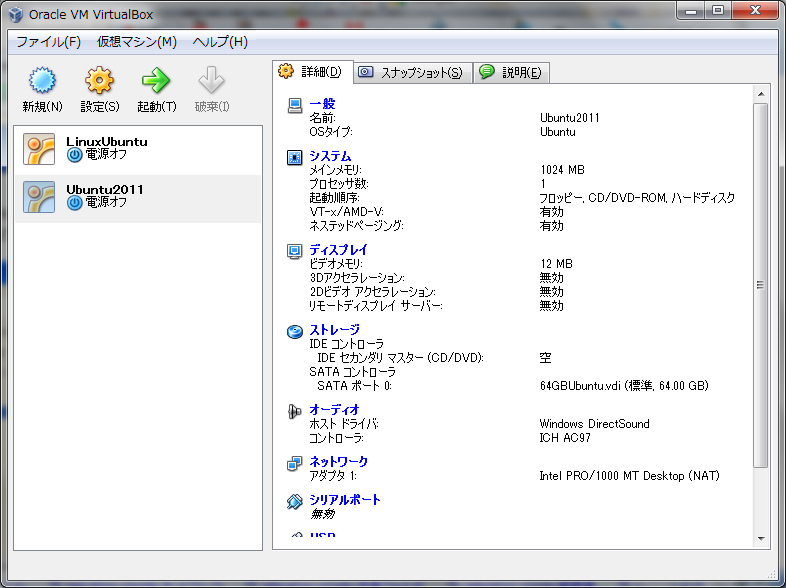 Oracle VM VirtualBox
ファイル(F) 仮想マシン(M) ヘルプ(H)
新規(N) 設定(S) 起動(T) 破棄(I)
LinuxUbuntu
電源オフ
Ubuntu2011
電源オフ
詳細(D) スナップショット(S) 説明(E)
一般
名前: Ubuntu2011
OSタイプ: Ubuntu
システム
メインメモリ: 1024 MB
プロセッサ数: 1
起動順序: フロッピー, CD/DVD-ROM, ハードディスク
VT-x/AMD-V: 有効
ネステッドページング: 有効
ディスプレイ
ビデオメモリ: 12 MB
3Dアクセラレーション: 無効
2Dビデオ アクセラレーション: 無効
リモートディスプレイ サーバー: 無効
ストレージ
IDE コントローラ
IDE セカンダリ マスター (CD/DVD): 空
SATA コントローラ
SATA ポート 0: 64GBUbuntu.vdi (標準, 64.00 GB)
オーディオ
ホスト ドライバ: Windows DirectSound
コントローラ: ICH AC97
ネットワーク
アダプタ 1: Intel PRO/1000 MT Desktop (NAT)
シリアルポート
無効
USB